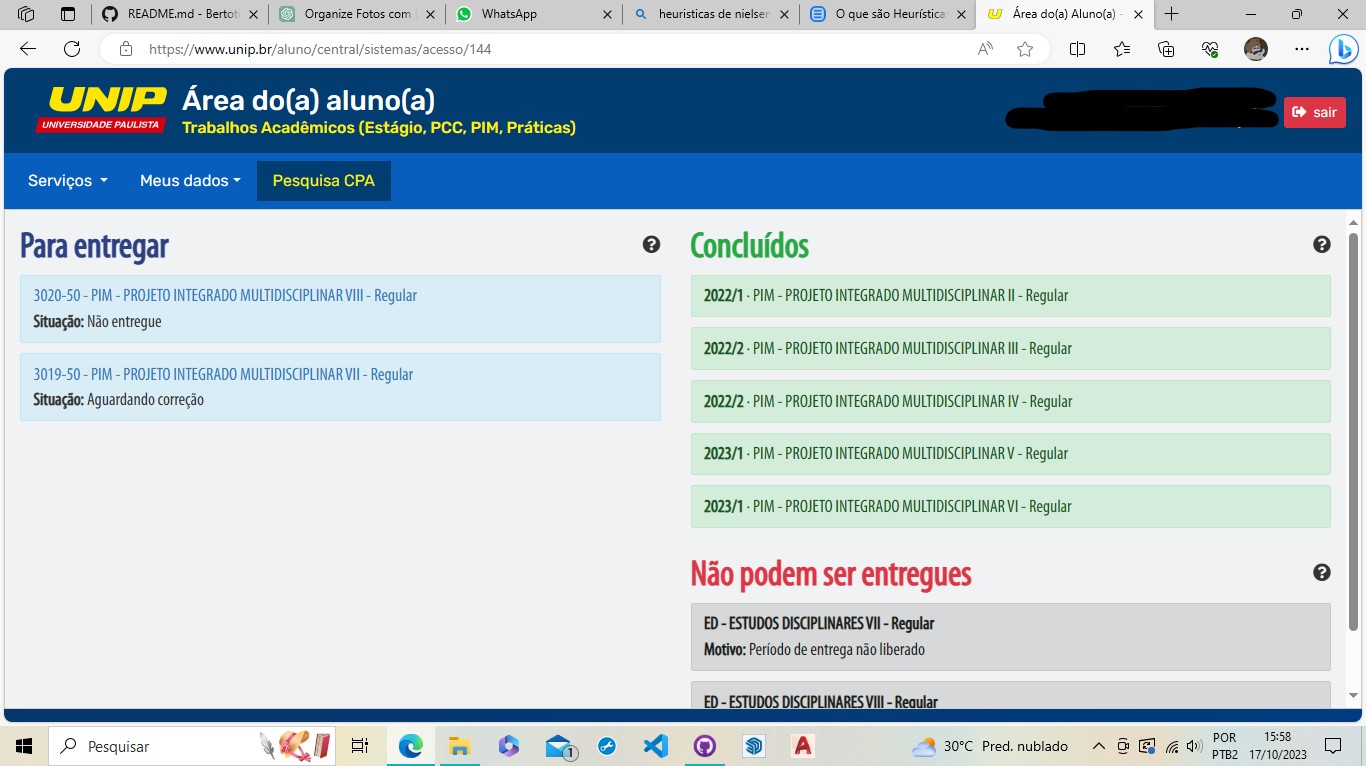 README.md - Bertot
Organize Fotos com
WhatsApp
heuristicas de nielsen
O que são Heurística
Área do(a) Aluno(a) -
https://www.unip.br/aluno/central/sistemas/acesso/144
UNIP
UNIVERSIDADE PAULISTA
Área do(a) aluno(a)
Trabalhos Acadêmicos (Estágio, PCC, PIM, Práticas)
sair
Serviços
Meus dados
Pesquisa CPA
Para entregar
3020-50 - PIM - PROJETO INTEGRADO MULTIDISCIPLINAR VIII - Regular
Situação: Não entregue
3019-50 - PIM - PROJETO INTEGRADO MULTIDISCIPLINAR VII - Regular
Situação: Aguardando correção
Concluídos
2022/1 · PIM - PROJETO INTEGRADO MULTIDISCIPLINAR II - Regular
2022/2 · PIM - PROJETO INTEGRADO MULTIDISCIPLINAR III - Regular
2022/2 · PIM - PROJETO INTEGRADO MULTIDISCIPLINAR IV - Regular
2023/1 · PIM - PROJETO INTEGRADO MULTIDISCIPLINAR V - Regular
2023/1 · PIM - PROJETO INTEGRADO MULTIDISCIPLINAR VI - Regular
Não podem ser entregues
ED - ESTUDOS DISCIPLINARES VII - Regular
Motivo: Período de entrega não liberado
ED - ESTUDOS DISCIPLINARES VIII - Regular
Pesquisar
1
30°C Pred. nublado
POR
PTB2
15:58
17/10/2023